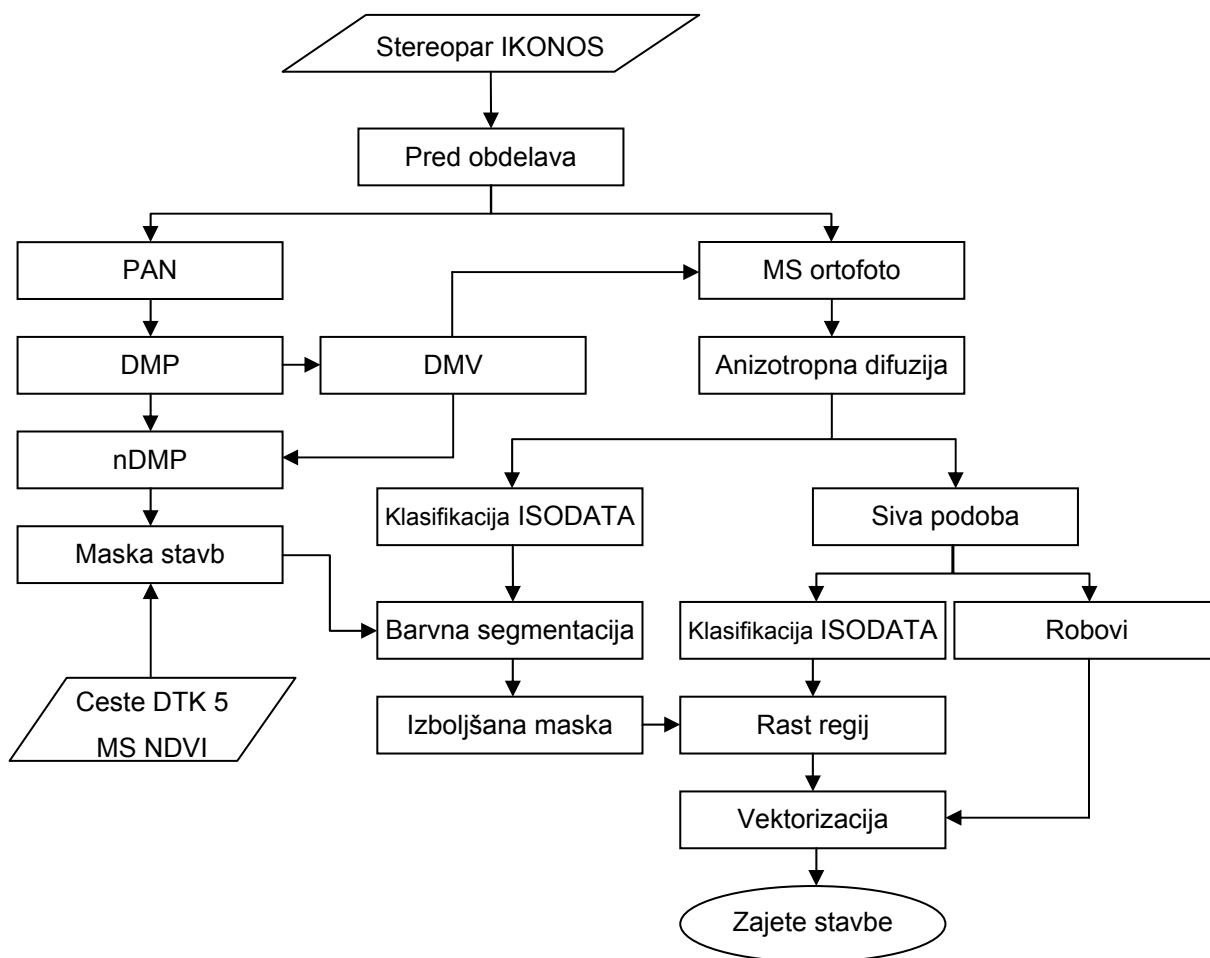 Stereopar IKONOS
Pred obdelava
PAN
MS ortofoto
DMP
DMV
Anizotropna difuzija
nDMP
Klasifikacija ISODATA
Siva podoba
Maska stavb
Barvna segmentacija
Klasifikacija ISODATA
Robovi
Ceste DTK 5
MS NDVI
Izboljšana maska
Rast regij
Vektorizacija
Zajete stavbe